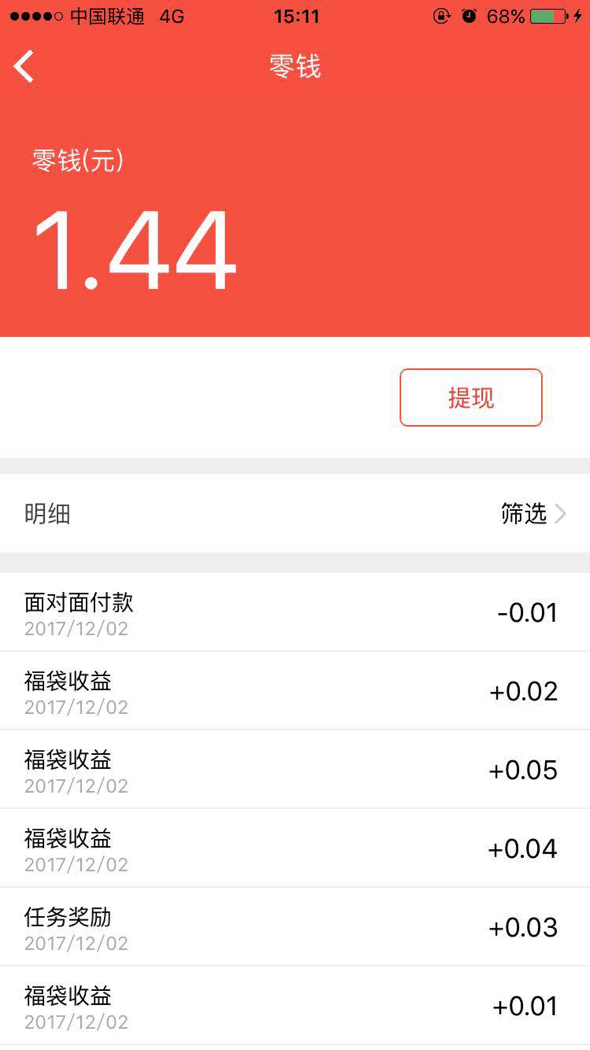 中国联通 4G 15:11 68%
零钱
零钱(元)
1.44
提现
明细 筛选
面对面付款 -0.01
2017/12/02
福袋收益 +0.02
2017/12/02
福袋收益 +0.05
2017/12/02
福袋收益 +0.04
2017/12/02
任务奖励 +0.03
2017/12/02
福袋收益 +0.01
2017/12/02